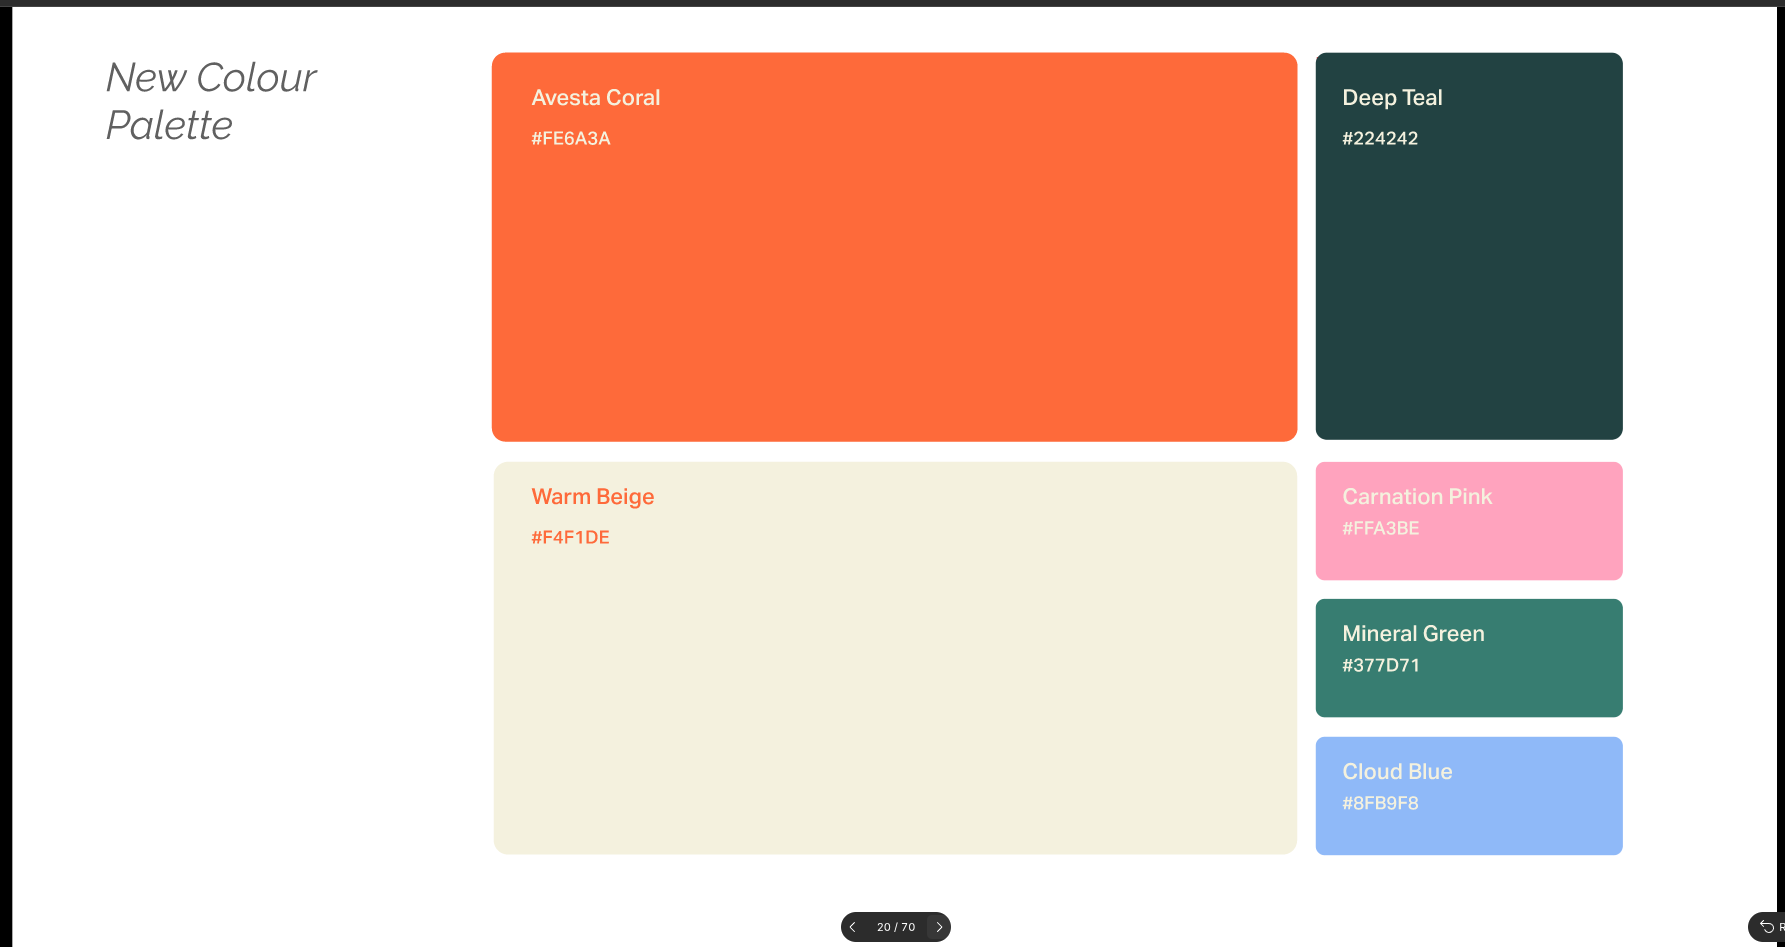 New Colour
Palette
Avesta Coral
#FE6A3A
Deep Teal
#224242
Warm Beige
#F4F1DE
Carnation Pink
#FFA3BE
Mineral Green
#377D71
Cloud Blue
#8FB9F8
20 / 70